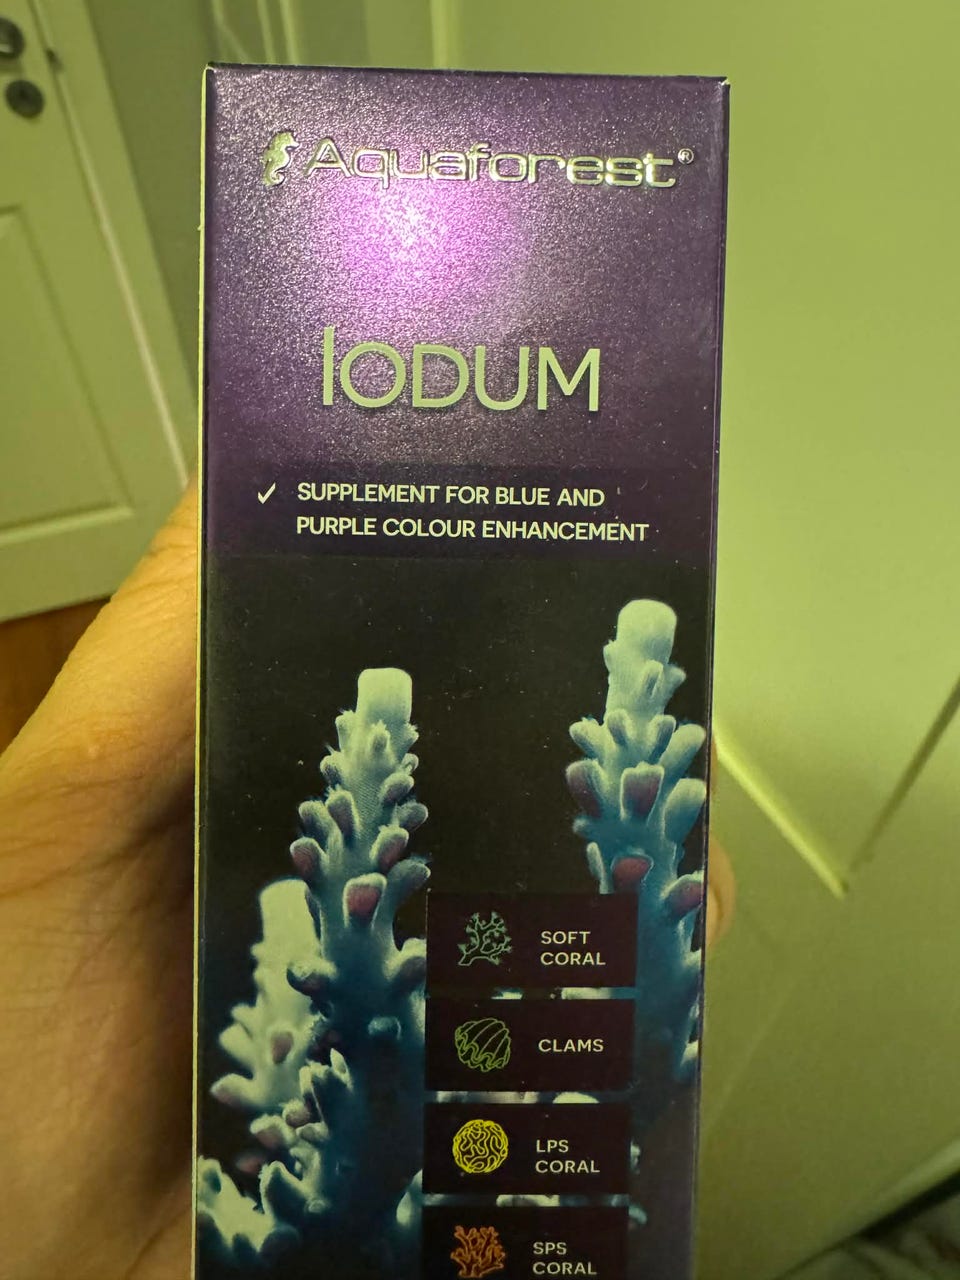 Aquaforest®
IODUM
✓ SUPPLEMENT FOR BLUE AND
PURPLE COLOUR ENHANCEMENT
SOFT
CORAL
CLAMS
LPS
CORAL
SPS
CORAL